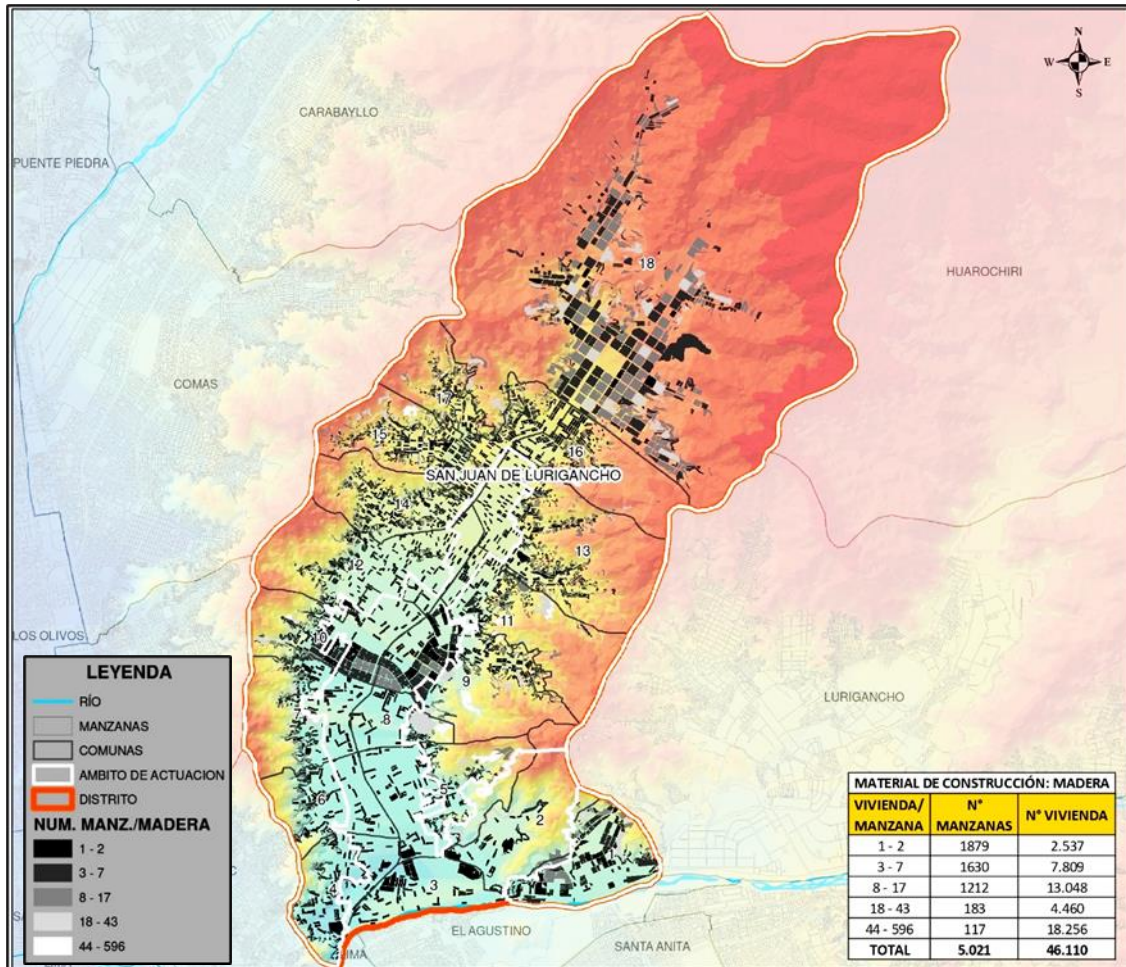 N
W E
S
CARABAYLLO
PUENTE PIEDRA
HUAROCHIRI
18
COMAS
17
15
16
SAN JUAN DE LURIGANCHO
14
13
12
11
10
LOS OLIVOS
9
7
8
LURIGANCHO
6
5
2
1
3
4
EL AGUSTINO
SANTA ANITA
LIMA
LEYENDA
RÍO
MANZANAS
COMUNAS
AMBITO DE ACTUACION
DISTRITO
NUM. MANZ./MADERA
1 - 2
3 - 7
8 - 17
18 - 43
44 - 596
MATERIAL DE CONSTRUCCIÓN: MADERA
VIVIENDA/ MANZANA N° MANZANAS N° VIVIENDA
1 - 2 1879 2.537
3 - 7 1630 7.809
8 - 17 1212 13.048
18 - 43 183 4.460
44 - 596 117 18.256
TOTAL 5.021 46.110